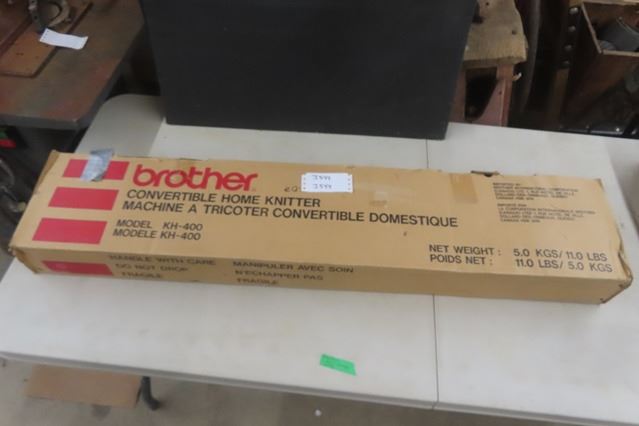 brother
3544
3544
CONVERTIBLE HOME KNITTER
MACHINE A TRICOTER CONVERTIBLE DOMESTIQUE
MODEL KH-400
MODELE KH-400
NET WEIGHT: 5.0 KGS/ 11.0 LBS
POIDS NET: 11.0 LBS/ 5.0 KGS
HANDLE WITH CARE MANIPULER AVEC SOIN
DO NOT DROP N'ECHAPPER PAS
FRAGILE FRAGILE